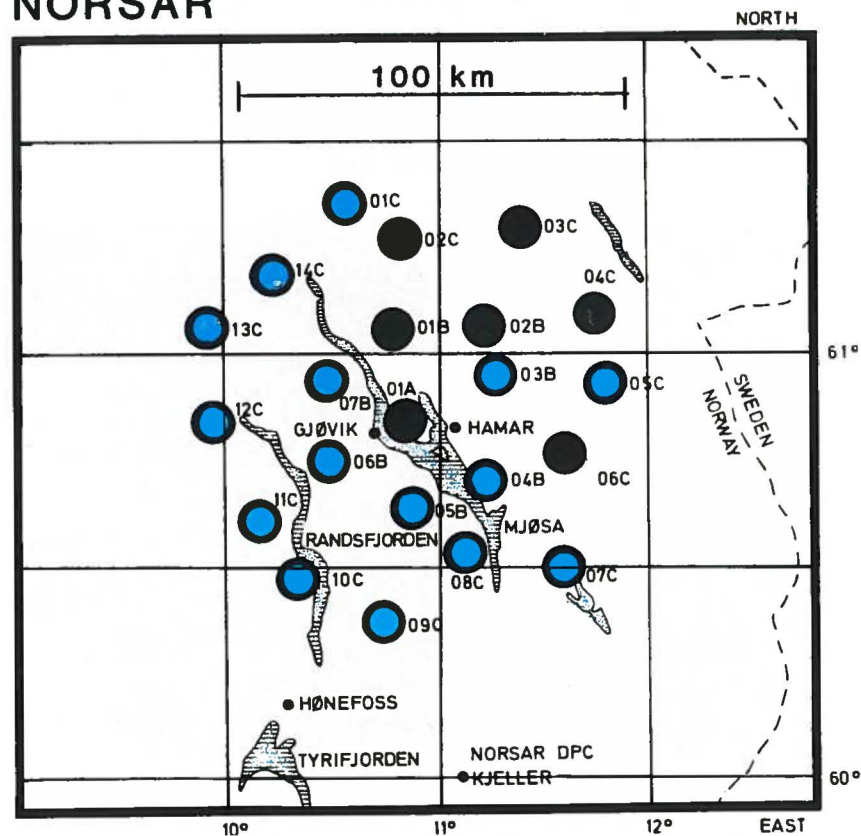 NORSAR
NORTH
100 km
01C
02C
03C
14C
04C
13C
01B
02B
61°
03B
05C
07B
01A
12C
GJØVIK
HAMAR
SWEDEN
NORWAY
06B
04B
06C
11C
05B
MJØSA
RANDSFJORDEN
10C
08C
07C
09C
HØNEFOSS
TYRIFJORDEN
NORSAR DPC
KJELLER
60°
10°
11°
12°
EAST